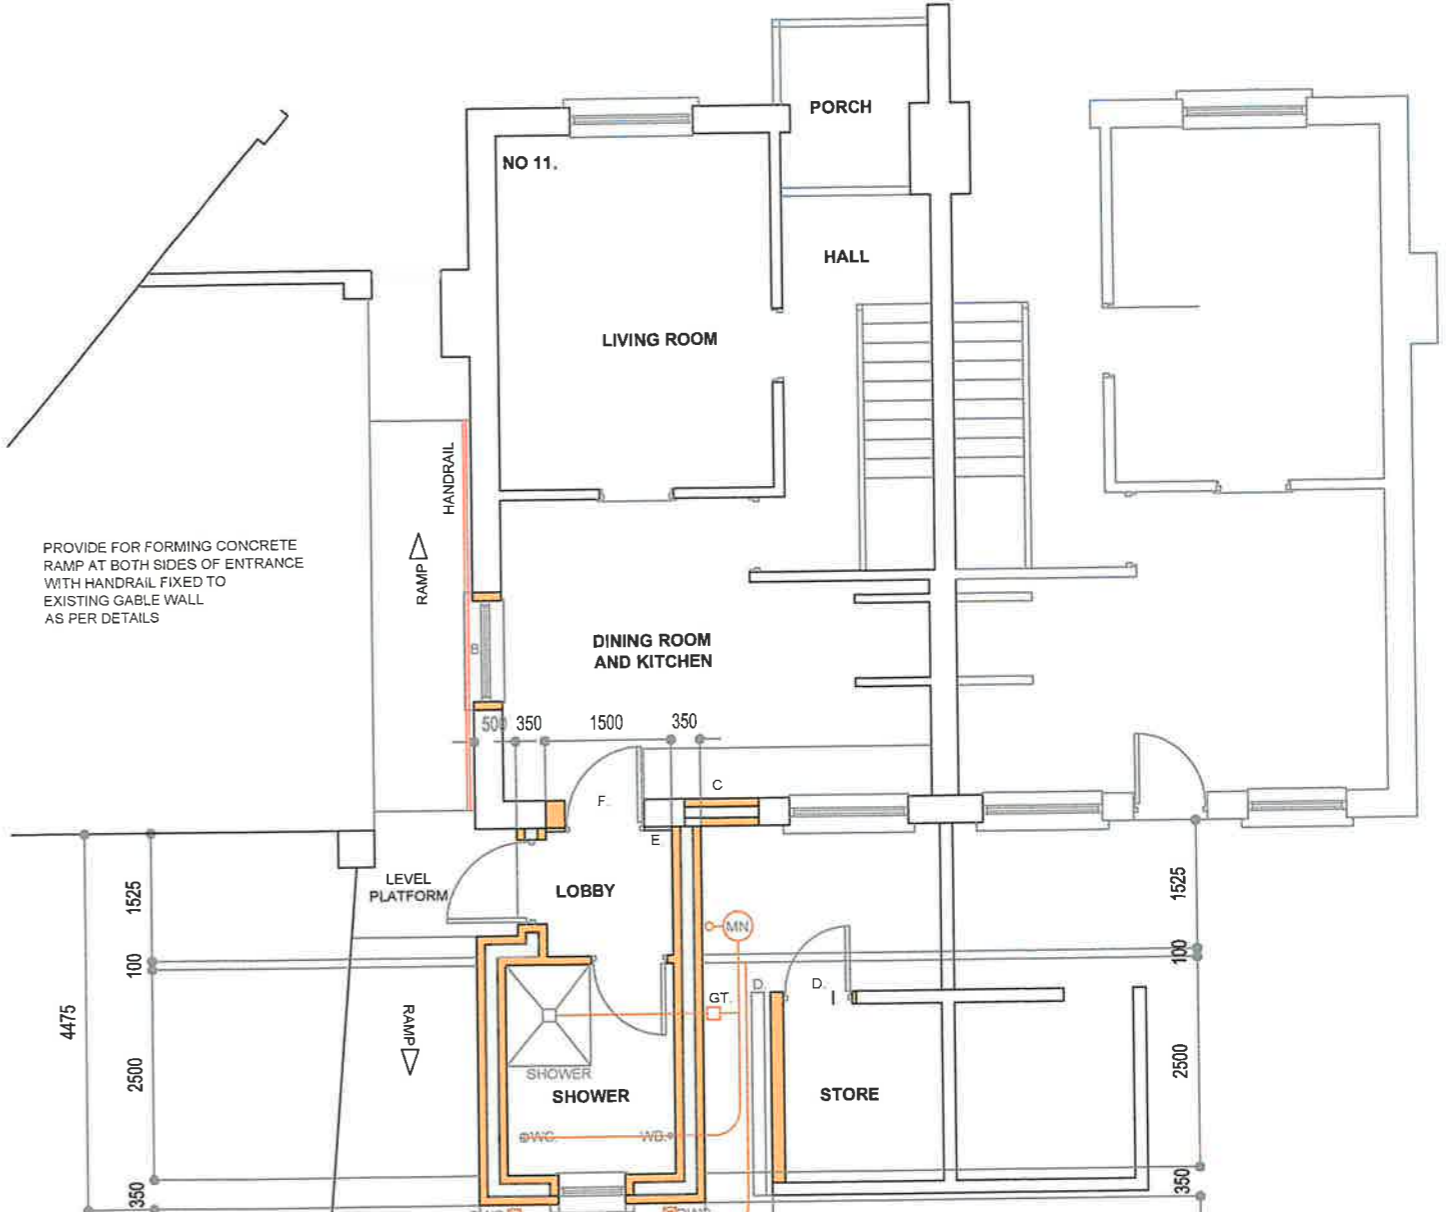 PORCH
NO 11.
HALL
LIVING ROOM
HANDRAIL
RAMP
PROVIDE FOR FORMING CONCRETE
RAMP AT BOTH SIDES OF ENTRANCE
WITH HANDRAIL FIXED TO
EXISTING GABLE WALL
AS PER DETAILS
B
DINING ROOM
AND KITCHEN
500 350 1500 350
C
F.
E
LEVEL
PLATFORM
LOBBY
1525
1525
MN
100
100
4475
GT.
D.
D.
RAMP
2500
2500
SHOWER
SHOWER
STORE
WC.
WB.
350
350